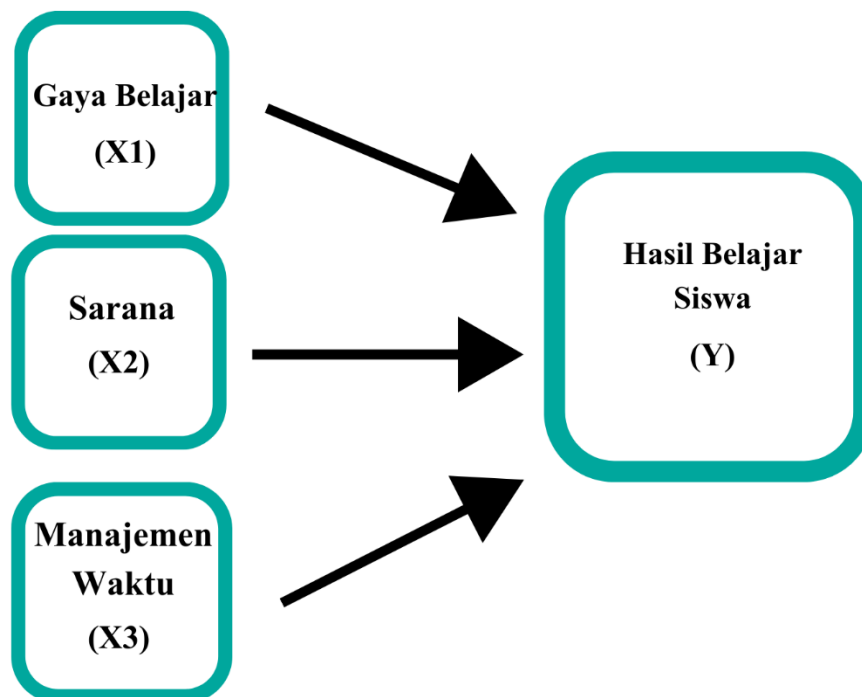 Gaya Belajar
(X1)
Sarana
(X2)
Manajemen
Waktu
(X3)
Hasil Belajar
Siswa
(Y)